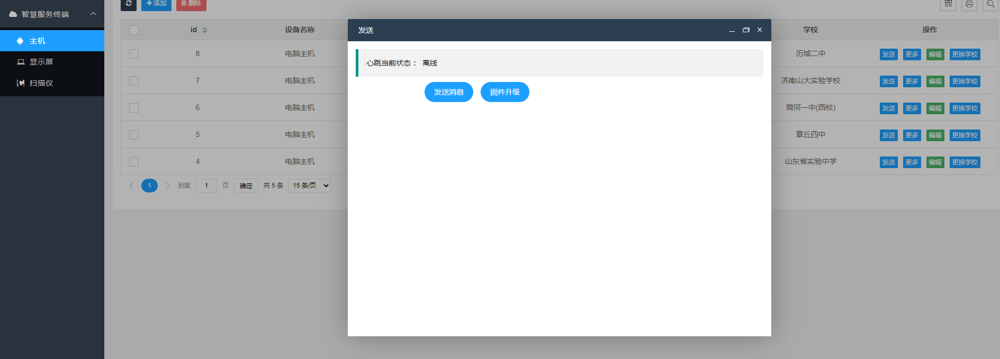 智慧服务终端
主机
显示屏
扫描仪
添加 删除
id 设备名称 学校 操作
8 电脑主机 历城二中 发送 更多 编辑 更换学校
7 电脑主机 济南山大实验学校 发送 更多 编辑 更换学校
6 电脑主机 商河一中(西校) 发送 更多 编辑 更换学校
5 电脑主机 章丘四中 发送 更多 编辑 更换学校
4 电脑主机 山东省实验中学 发送 更多 编辑 更换学校
1 到第 1 页 确定 共 5 条 15 条/页
发送
心跳当前状态： 离线
发送消息 固件升级